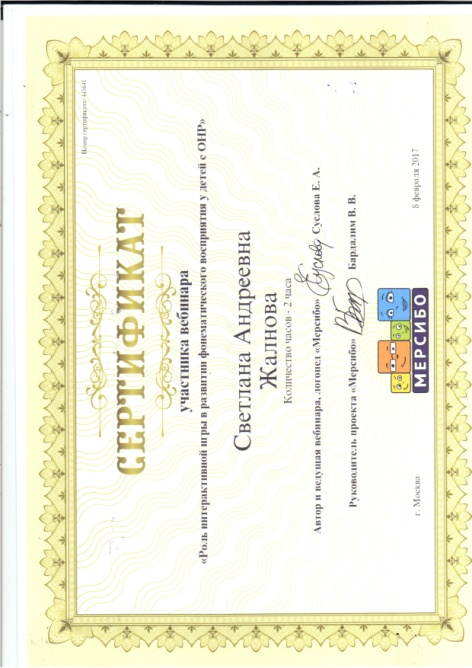 Номер сертификата: 443641
СЕРТИФИКАТ
участника вебинара
«Роль интерактивной игры в развитии фонематического восприятия у детей с ОНР»
Светлана Андреевна
Жалнова
Количество часов - 2 часа
Автор и ведущая вебинара, логопед «Мерсибо» Суслова Е. А.
Руководитель проекта «Мерсибо» Бардалим В. В.
МЕРСИБО
г. Москва
8 февраля 2017